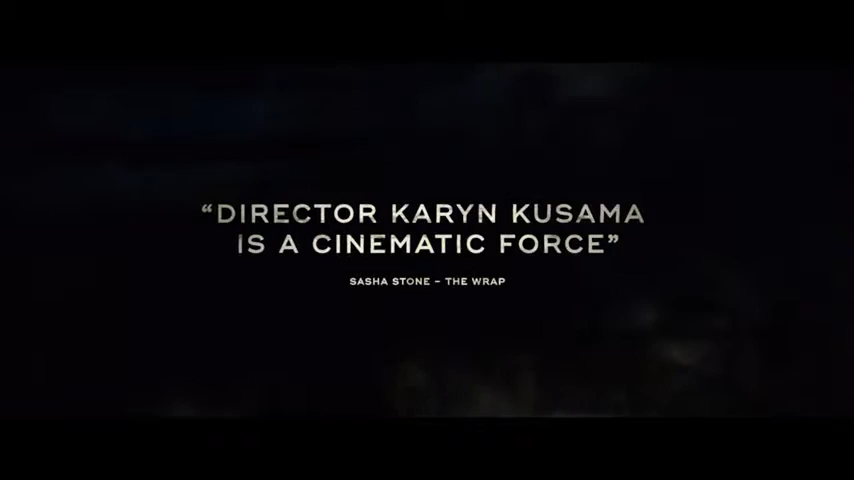 “DIRECTOR KARYN KUSAMA
IS A CINEMATIC FORCE”
SASHA STONE – THE WRAP